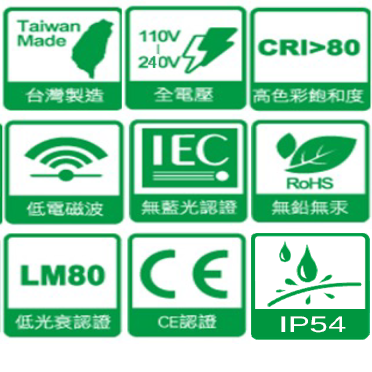 Taiwan
Made
台灣製造
110V
|
240V
全電壓
CRI>80
高色彩飽和度
低電磁波
IEC
無藍光認證
RoHS
無鉛無汞
LM80
低光衰認證
CE
CE認證
IP54